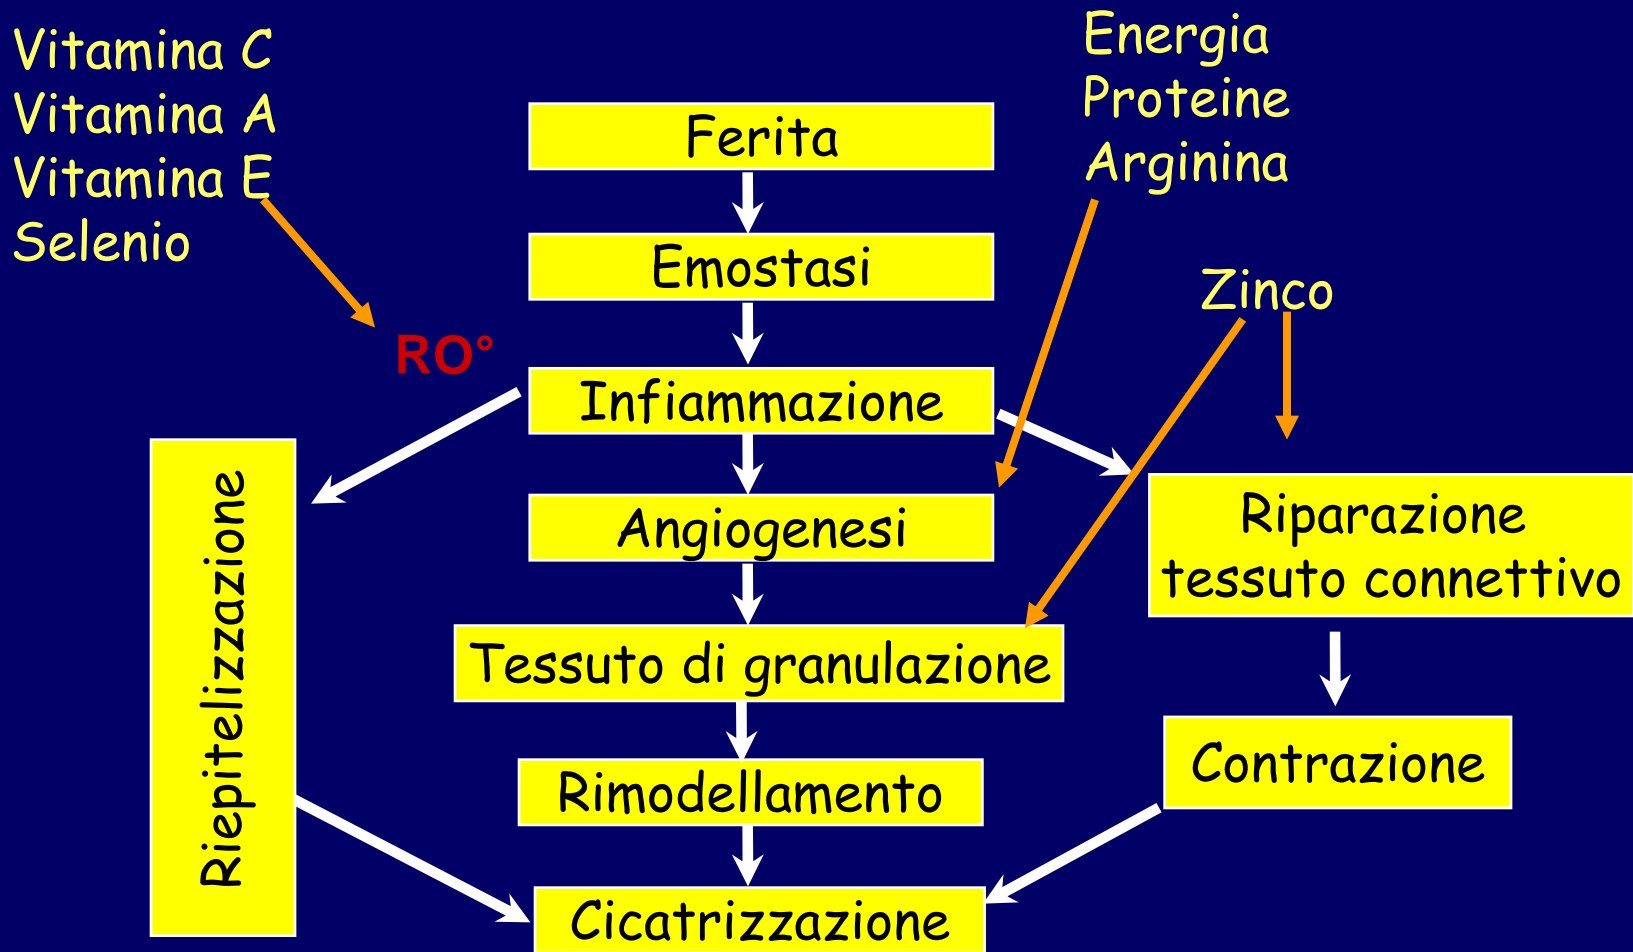 Vitamina C
Vitamina A
Vitamina E
Selenio
Energia
Proteine
Arginina
Ferita
Emostasi
Zinco
RO°
Infiammazione
Riepitelizzazione
Angiogenesi
Riparazione
tessuto connettivo
Tessuto di granulazione
Rimodellamento
Contrazione
Cicatrizzazione